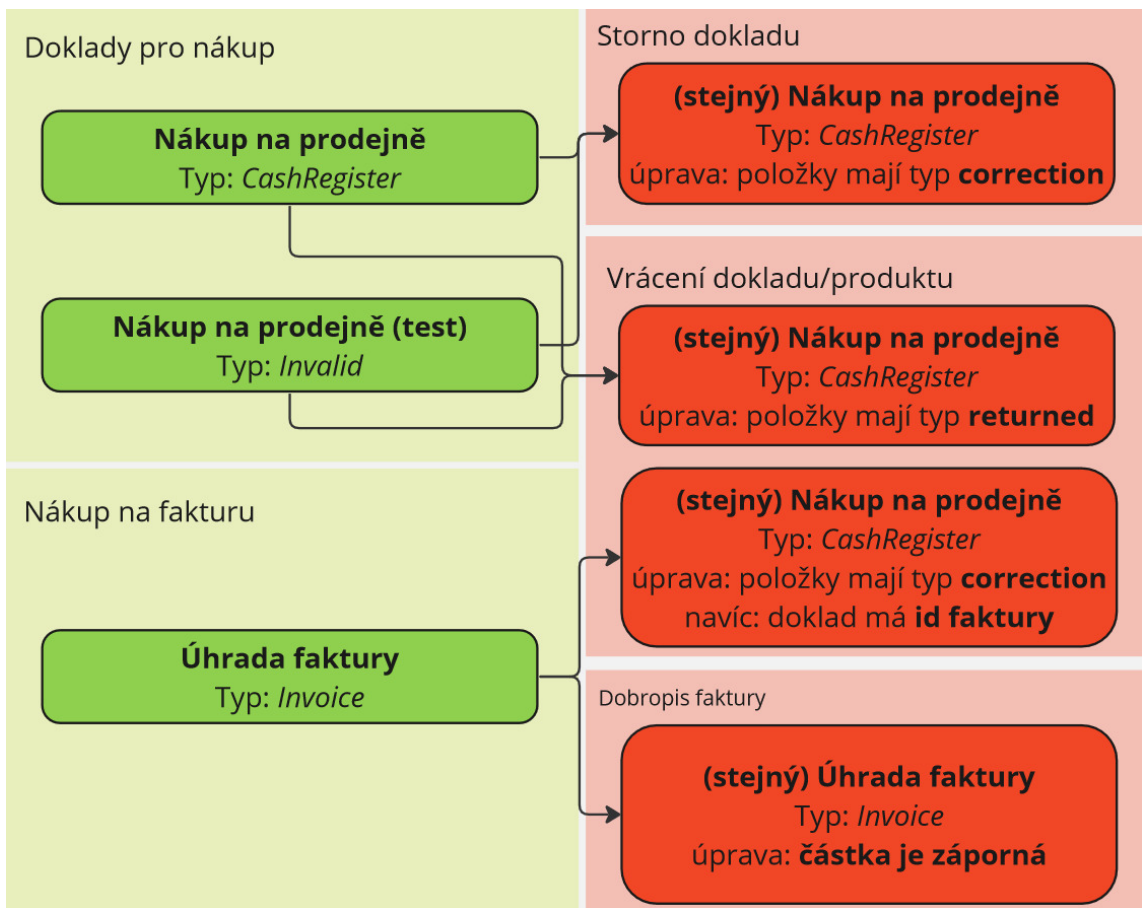 Doklady pro nákup
Nákup na prodejně
Typ: CashRegister
Nákup na prodejně (test)
Typ: Invalid
Nákup na fakturu
Úhrada faktury
Typ: Invoice
Storno dokladu
(stejný) Nákup na prodejně
Typ: CashRegister
úprava: položky mají typ correction
Vrácení dokladu/produktu
(stejný) Nákup na prodejně
Typ: CashRegister
úprava: položky mají typ returned
(stejný) Nákup na prodejně
Typ: CashRegister
úprava: položky mají typ correction
navíc: doklad má id faktury
Dobropis faktury
(stejný) Úhrada faktury
Typ: Invoice
úprava: částka je záporná